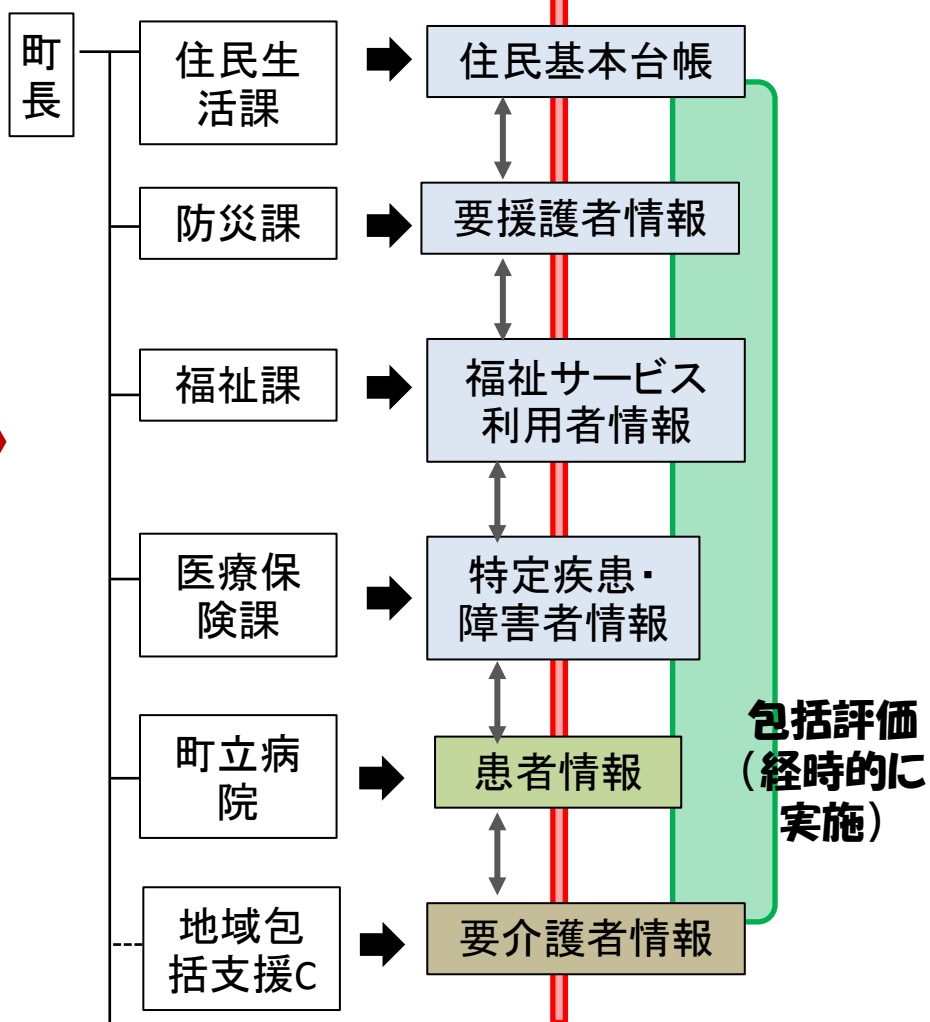 町
長
住民生
活課
住民基本台帳
防災課
要援護者情報
福祉課
福祉サービス
利用者情報
医療保
険課
特定疾患・
障害者情報
町立病
院
患者情報
包括評価
（経時的に
実施）
地域包
括支援C
要介護者情報